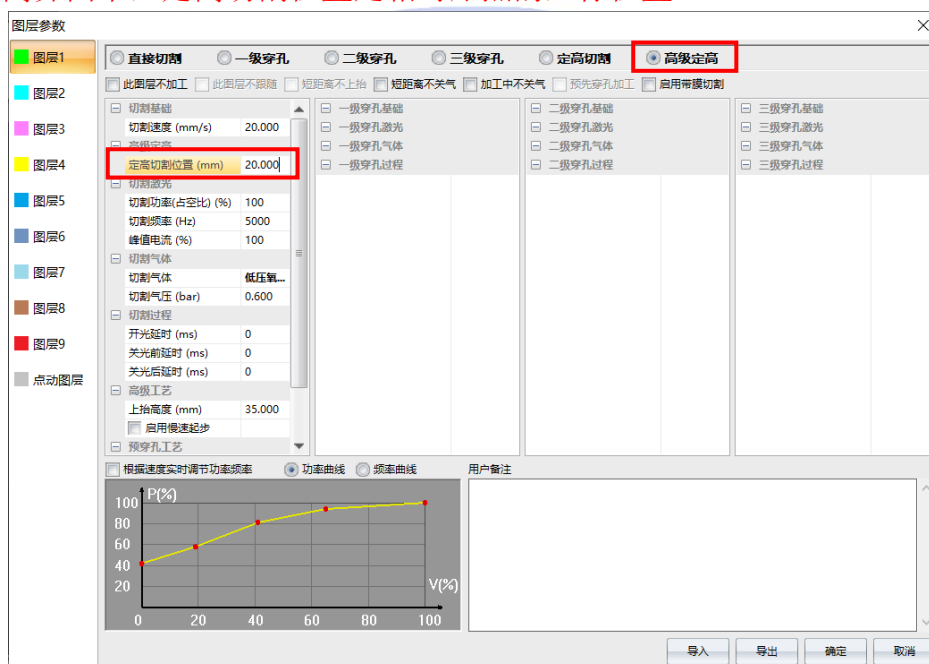 图层参数
图层1
图层2
图层3
图层4
图层5
图层6
图层7
图层8
图层9
点动图层
直接切割 一级穿孔 二级穿孔 三级穿孔 定高切割 高级定高
此图层不加工 此图层不跟随 短距离不上抬 短距离不关气 加工中不关气 预先穿孔加工 启用带膜切割
切割基础
切割速度 (mm/s) 20.000
高级定高
定高切割位置 (mm) 20.000
切割激光
切割功率(占空比) (%) 100
切割频率 (Hz) 5000
峰值电流 (%) 100
切割气体
切割气体 低压氧...
切割气压 (bar) 0.600
切割过程
开光延时 (ms) 0
关光前延时 (ms) 0
关光后延时 (ms) 0
高级工艺
上抬高度 (mm) 35.000
启用慢速起步
预穿孔工艺
一级穿孔基础
一级穿孔激光
一级穿孔气体
一级穿孔过程
二级穿孔基础
二级穿孔激光
二级穿孔气体
二级穿孔过程
三级穿孔基础
三级穿孔激光
三级穿孔气体
三级穿孔过程
根据速度实时调节功率频率 功率曲线 频率曲线 用户备注
P(%)
100
80
60
40
20
V(%)
0 20 40 60 80 100
导入 导出 确定 取消